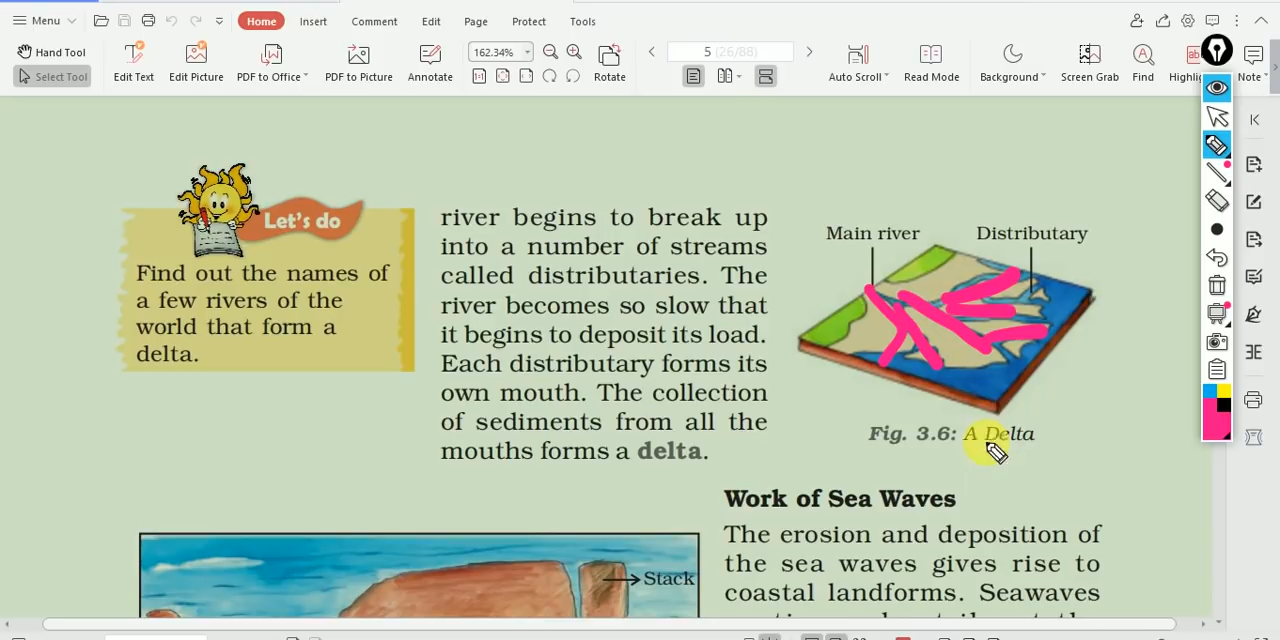 Menu
Home
Insert
Comment
Edit
Page
Protect
Tools
Hand Tool
Select Tool
Edit Text
Edit Picture
PDF to Office
PDF to Picture
Annotate
162.34%
Rotate
5 (26/88)
Auto Scroll
Read Mode
Background
Screen Grab
Find
Highlig
Note
Let's do
Find out the names of
a few rivers of the
world that form a
delta.
river begins to break up
into a number of streams
called distributaries. The
river becomes so slow that
it begins to deposit its load.
Each distributary forms its
own mouth. The collection
of sediments from all the
mouths forms a delta.
Main river
Distributary
Fig. 3.6: A Delta
Work of Sea Waves
The erosion and deposition of
the sea waves gives rise to
coastal landforms. Seawaves
Stack